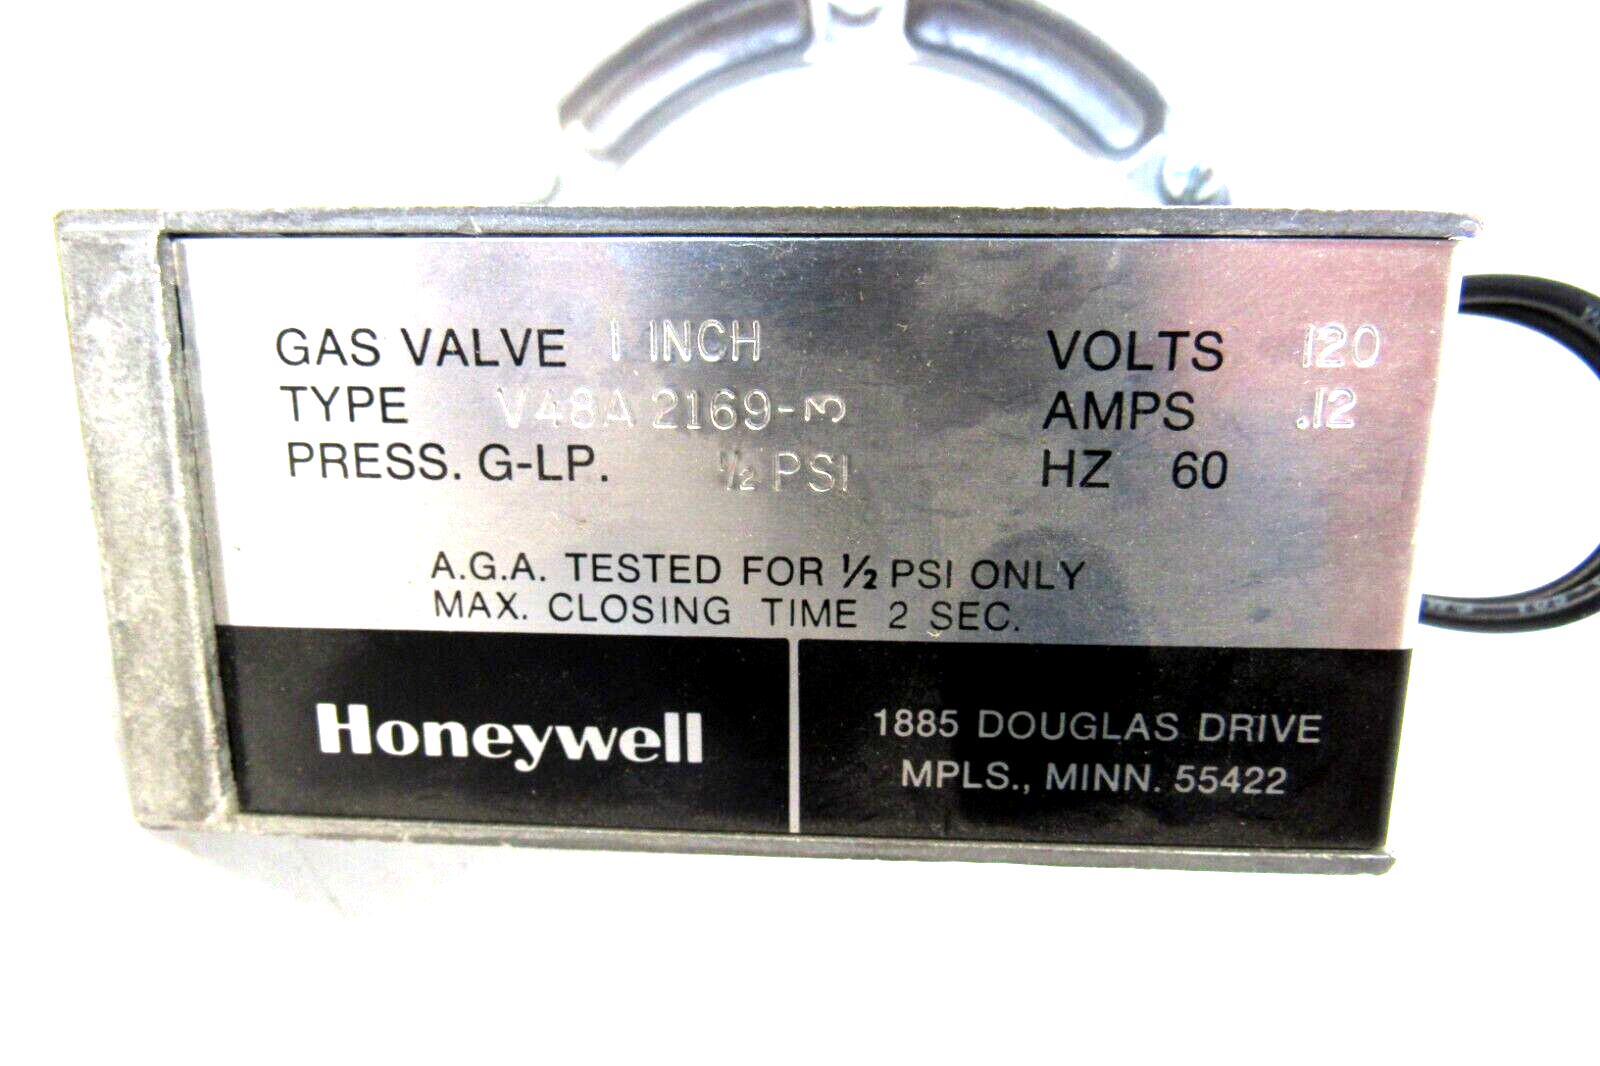 GAS VALVE 1 INCH VOLTS 120
TYPE V48A 2169-3 AMPS .12
PRESS. G-LP. ½ PSI HZ 60
A.G.A. TESTED FOR ½ PSI ONLY
MAX. CLOSING TIME 2 SEC.
Honeywell
1885 DOUGLAS DRIVE
MPLS., MINN. 55422